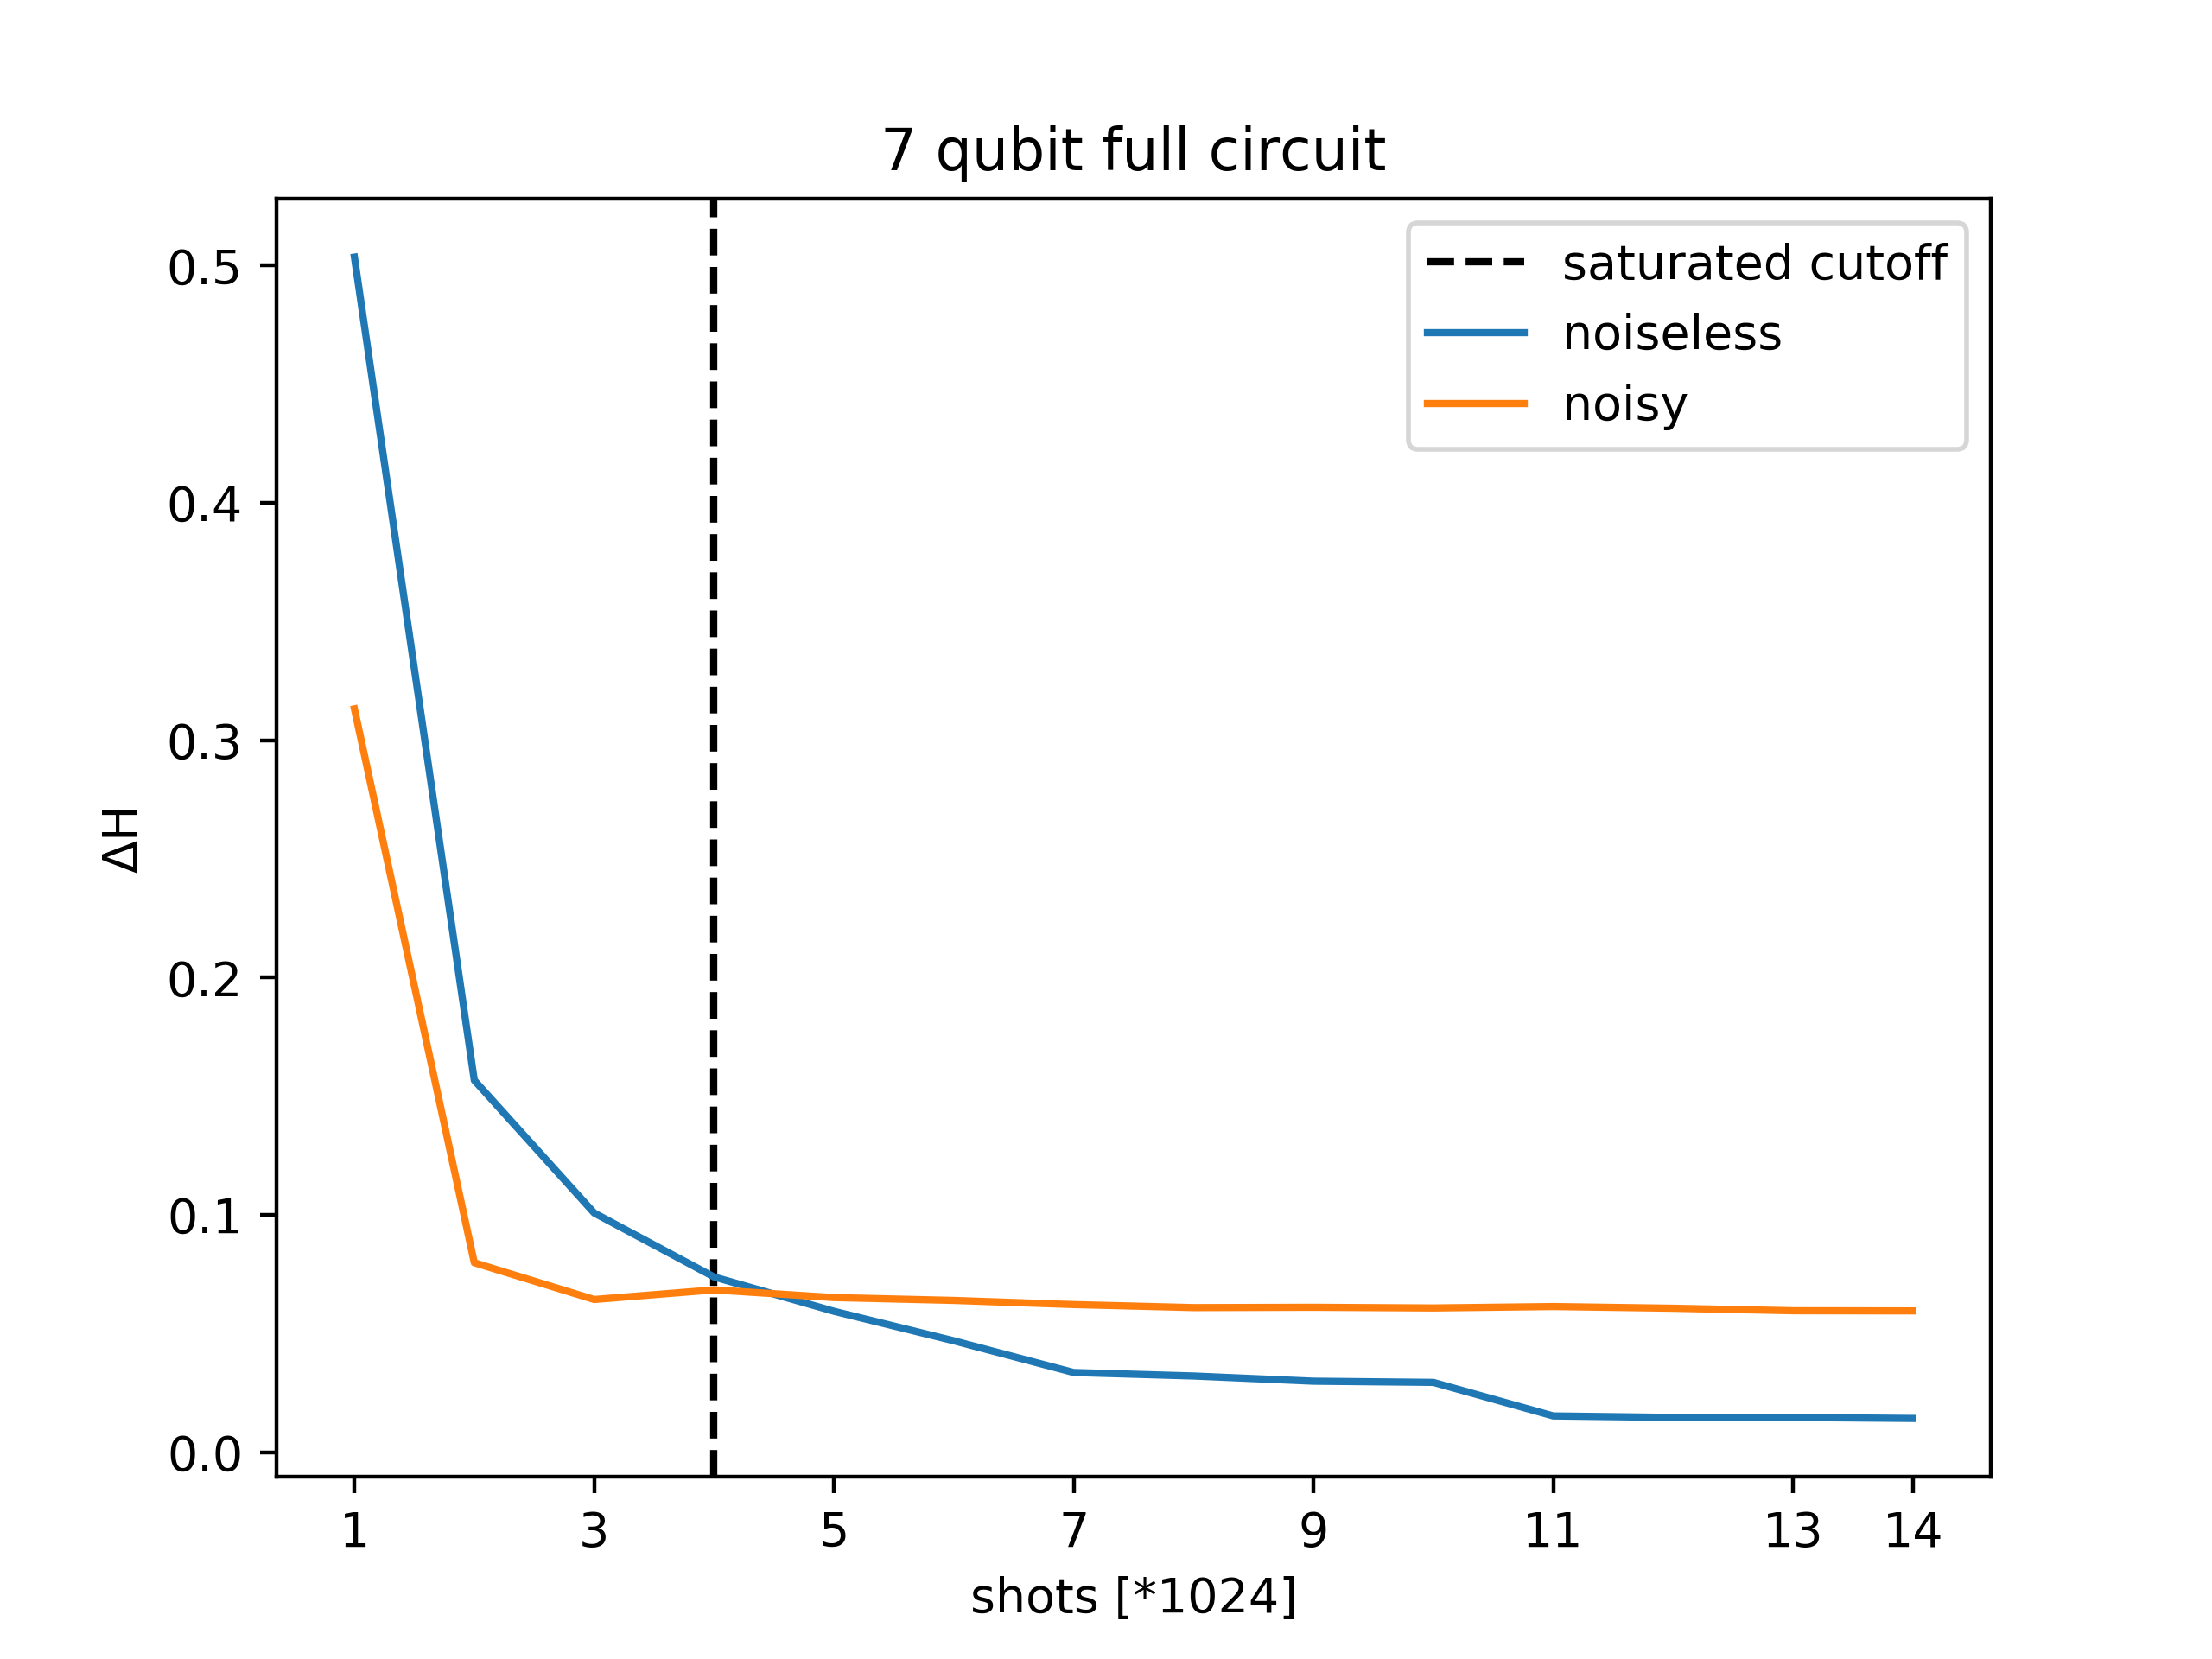 7 qubit full circuit
saturated cutoff
noiseless
noisy
0.5
0.4
0.3
0.2
0.1
0.0
ΔH
1 3 5 7 9 11 13 14
shots [*1024]